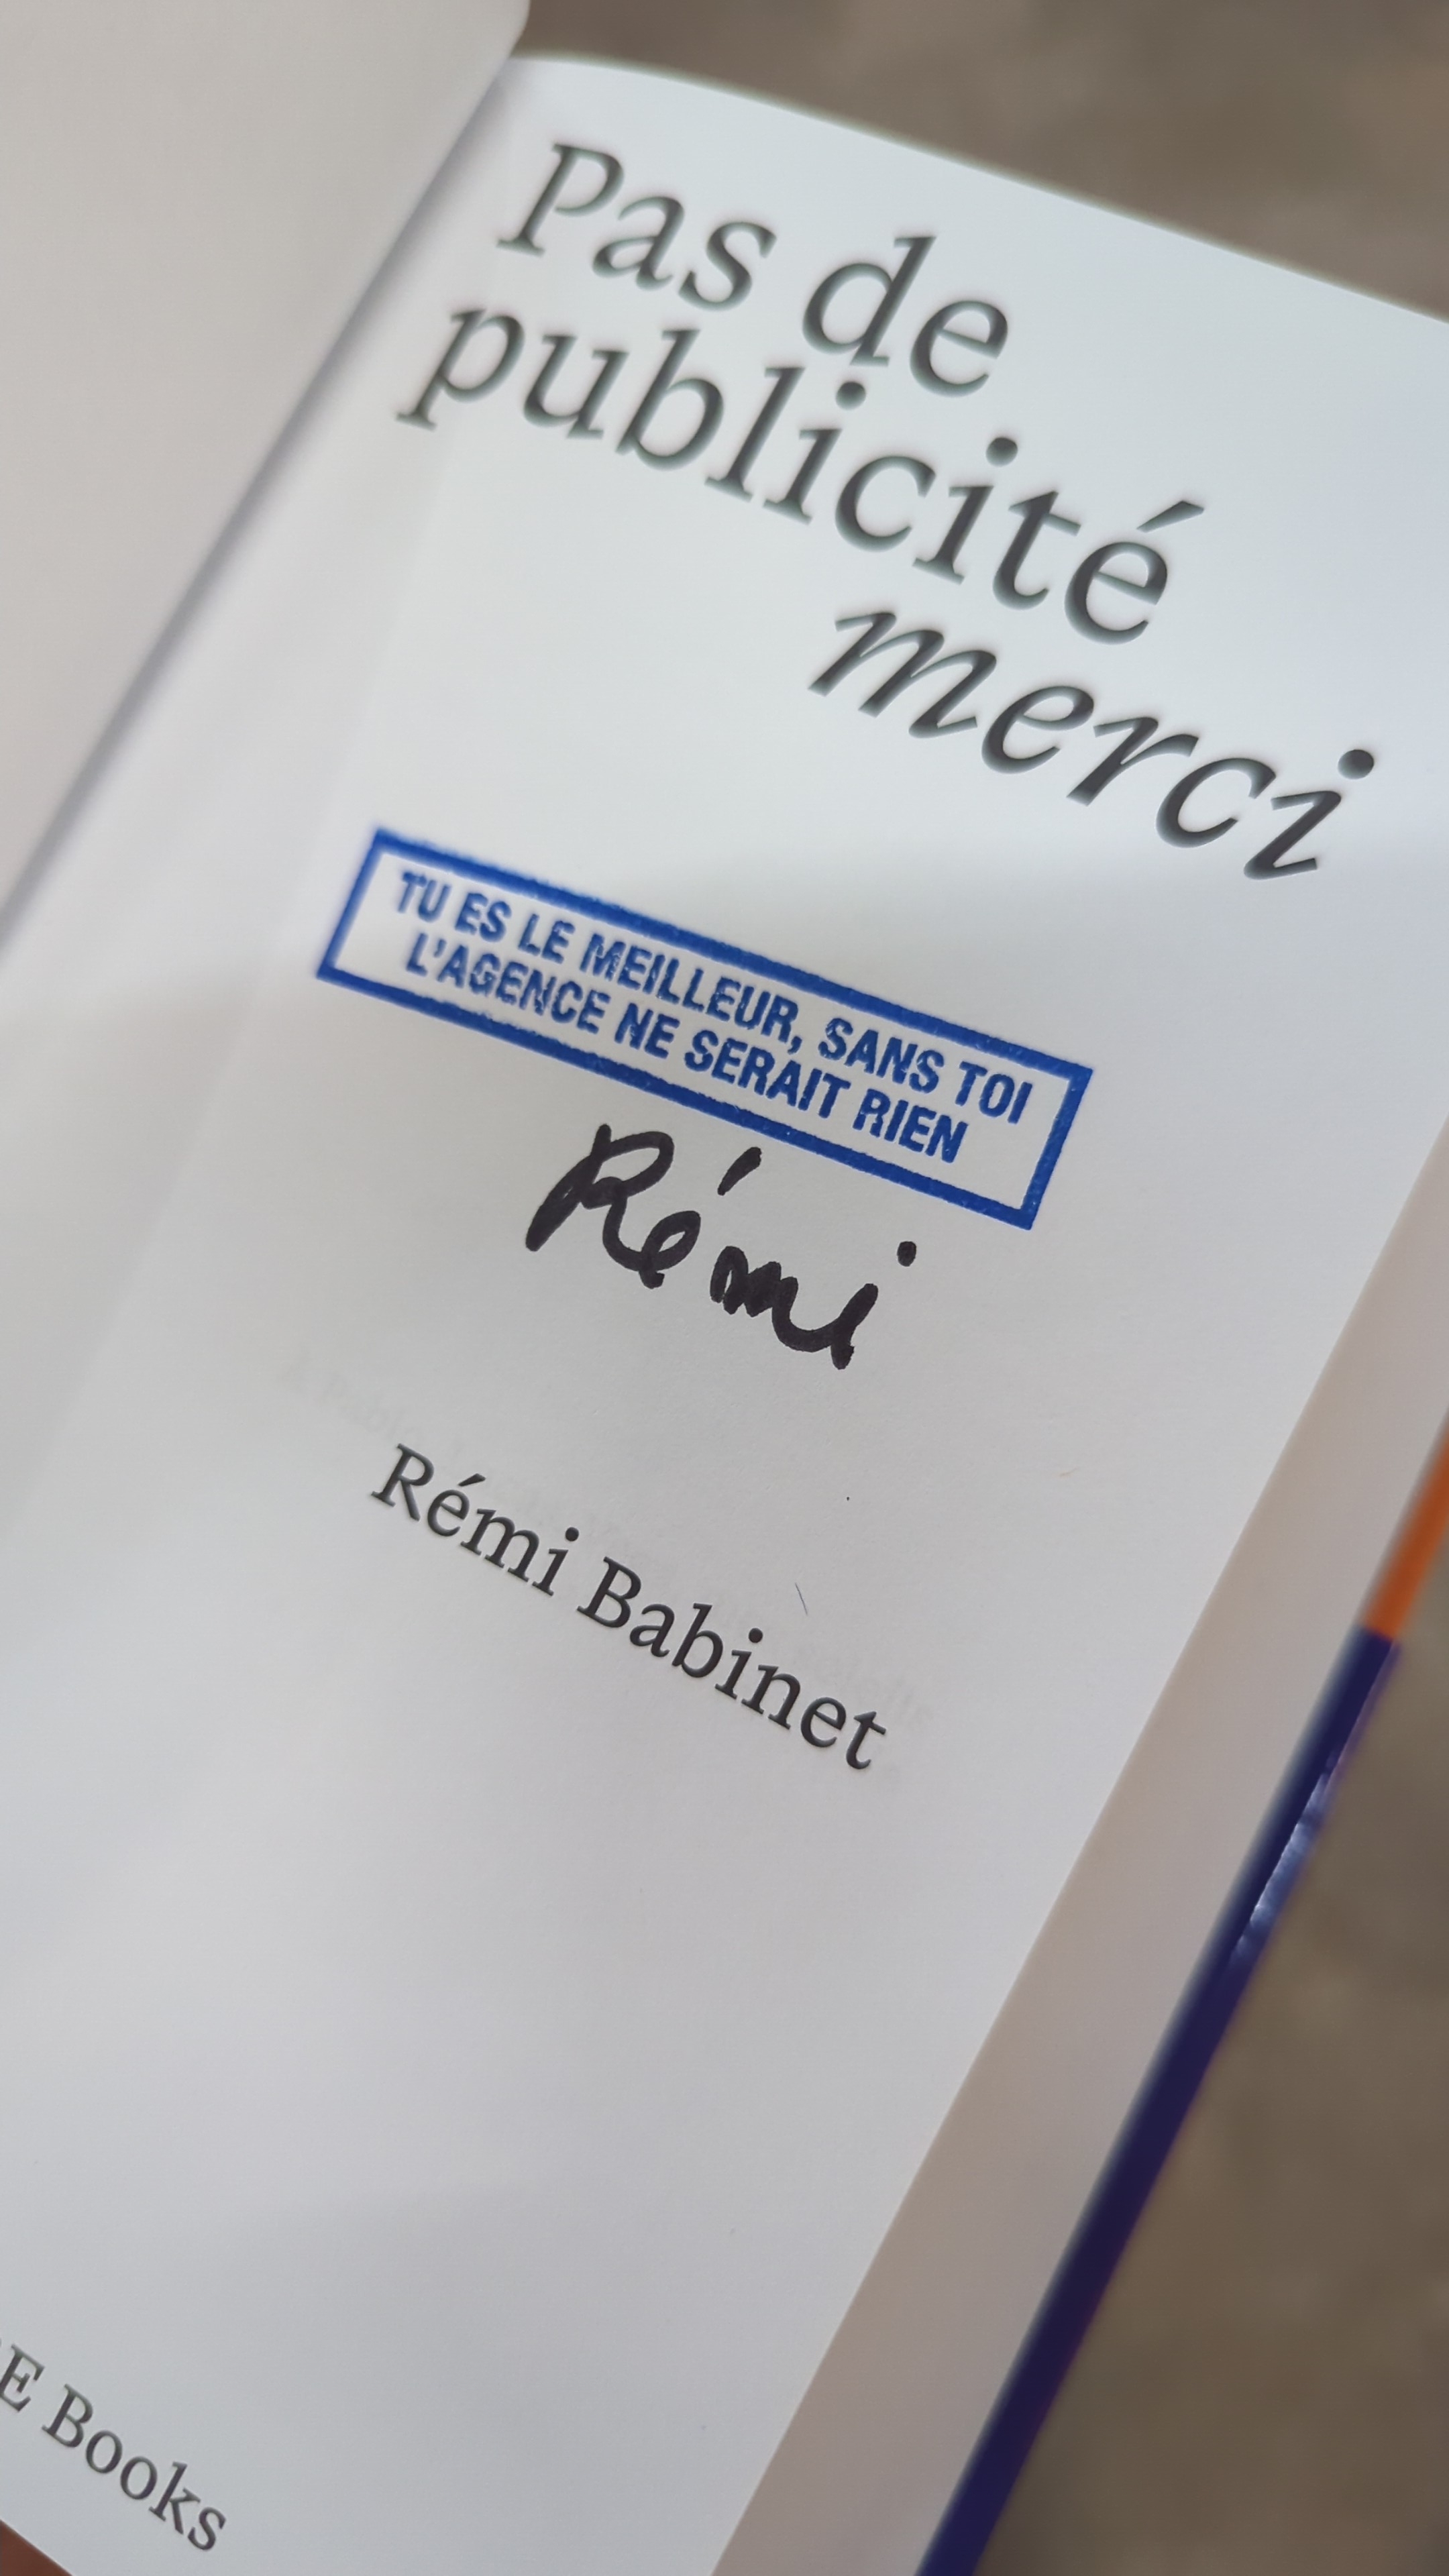 Pas de
publicité
merci
TU ES LE MEILLEUR, SANS TOI
L'AGENCE NE SERAIT RIEN
Rémi
Rémi Babinet
Books